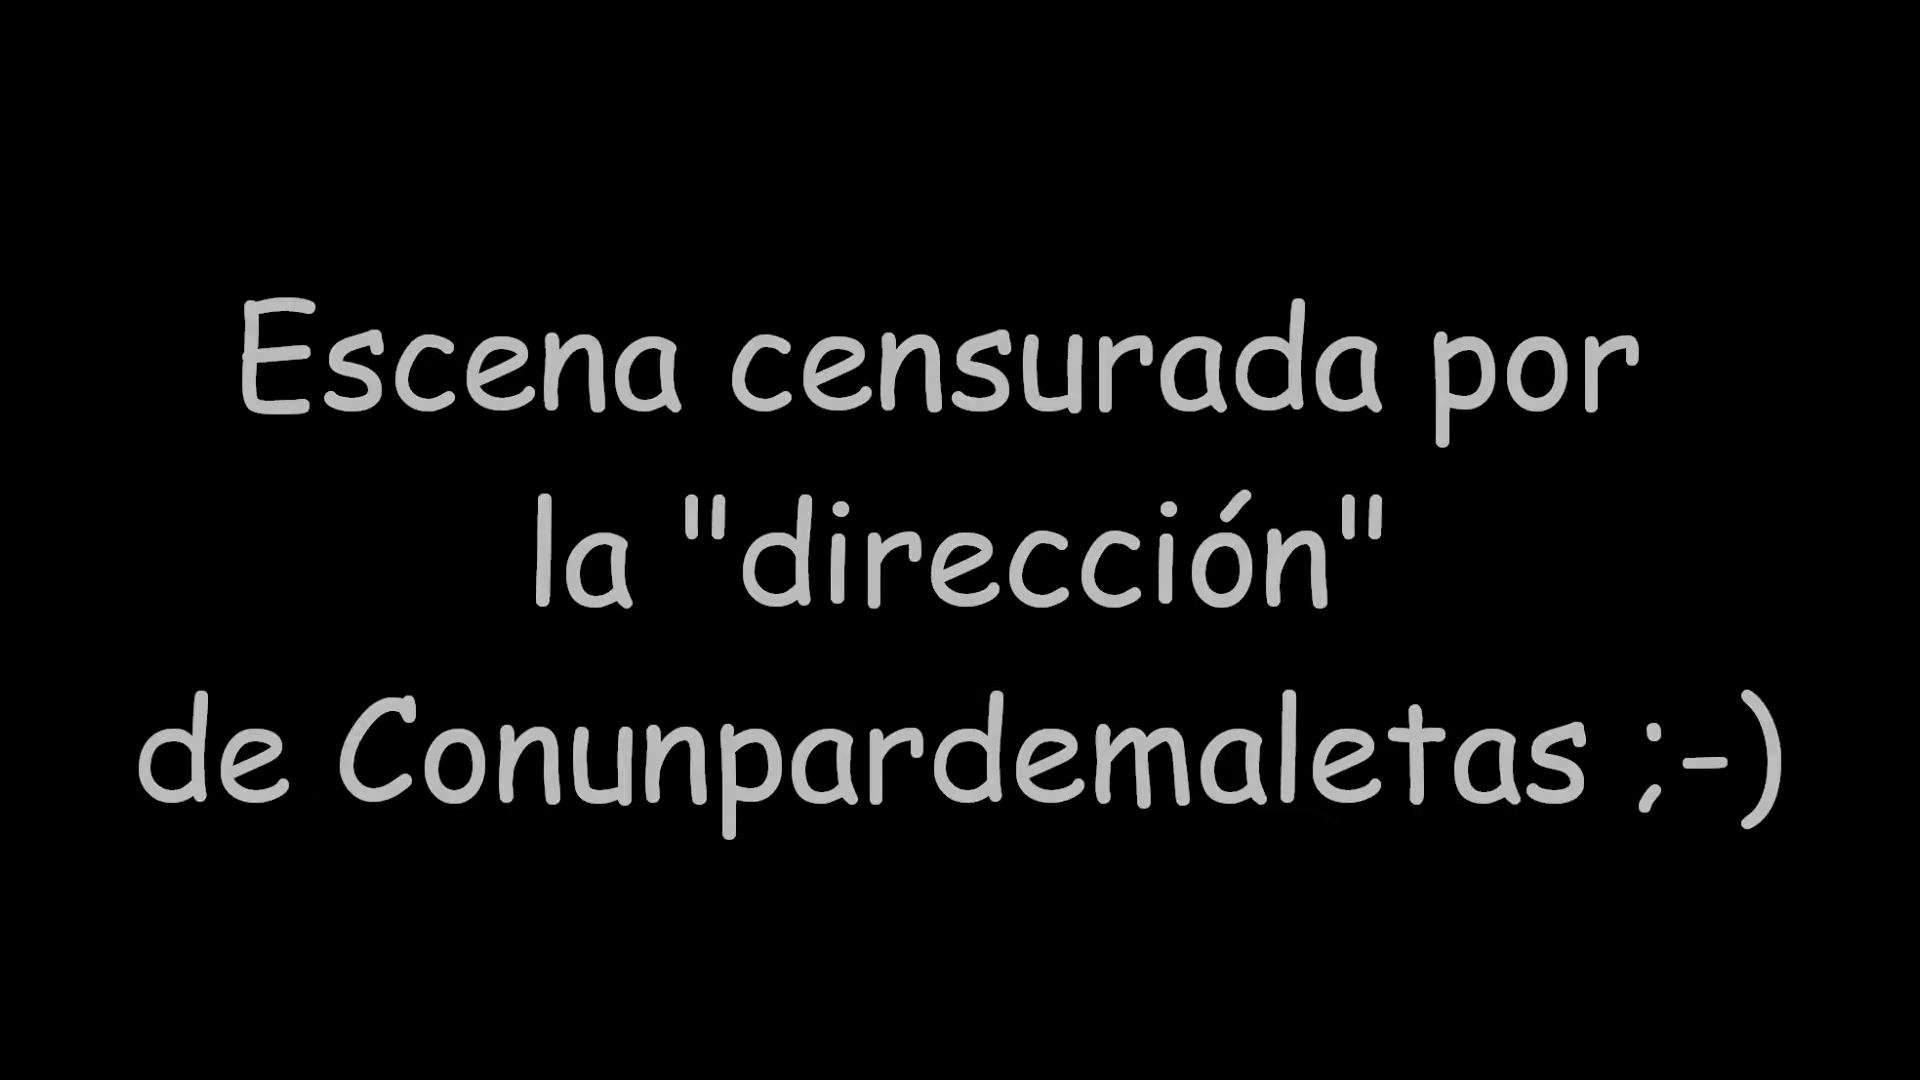 Escena censurada por
la "dirección"
de Conunpardemaletas ;-)